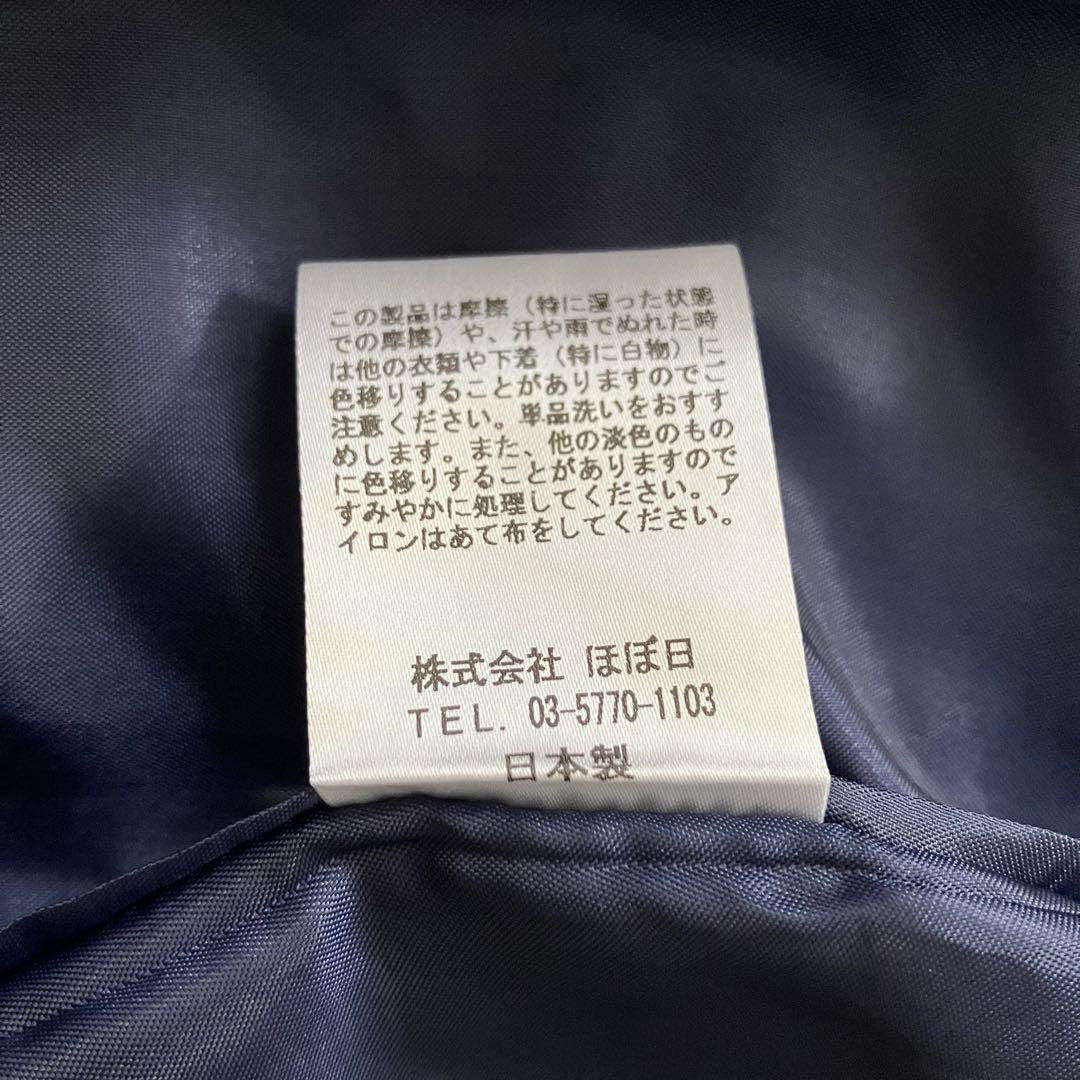 この製品は摩擦（特に湿った状態
での摩擦）や、汗や雨でぬれた時
は他の衣類や下着（特に白物）に
色移りすることがありますのでご
注意ください。単品洗いをおすす
めします。また、他の淡色のもの
に色移りすることがありますので
すみやかに処理してください。ア
イロンはあて布をしてください。
株式会社 ほぼ日
TEL. 03-5770-1103
日本製